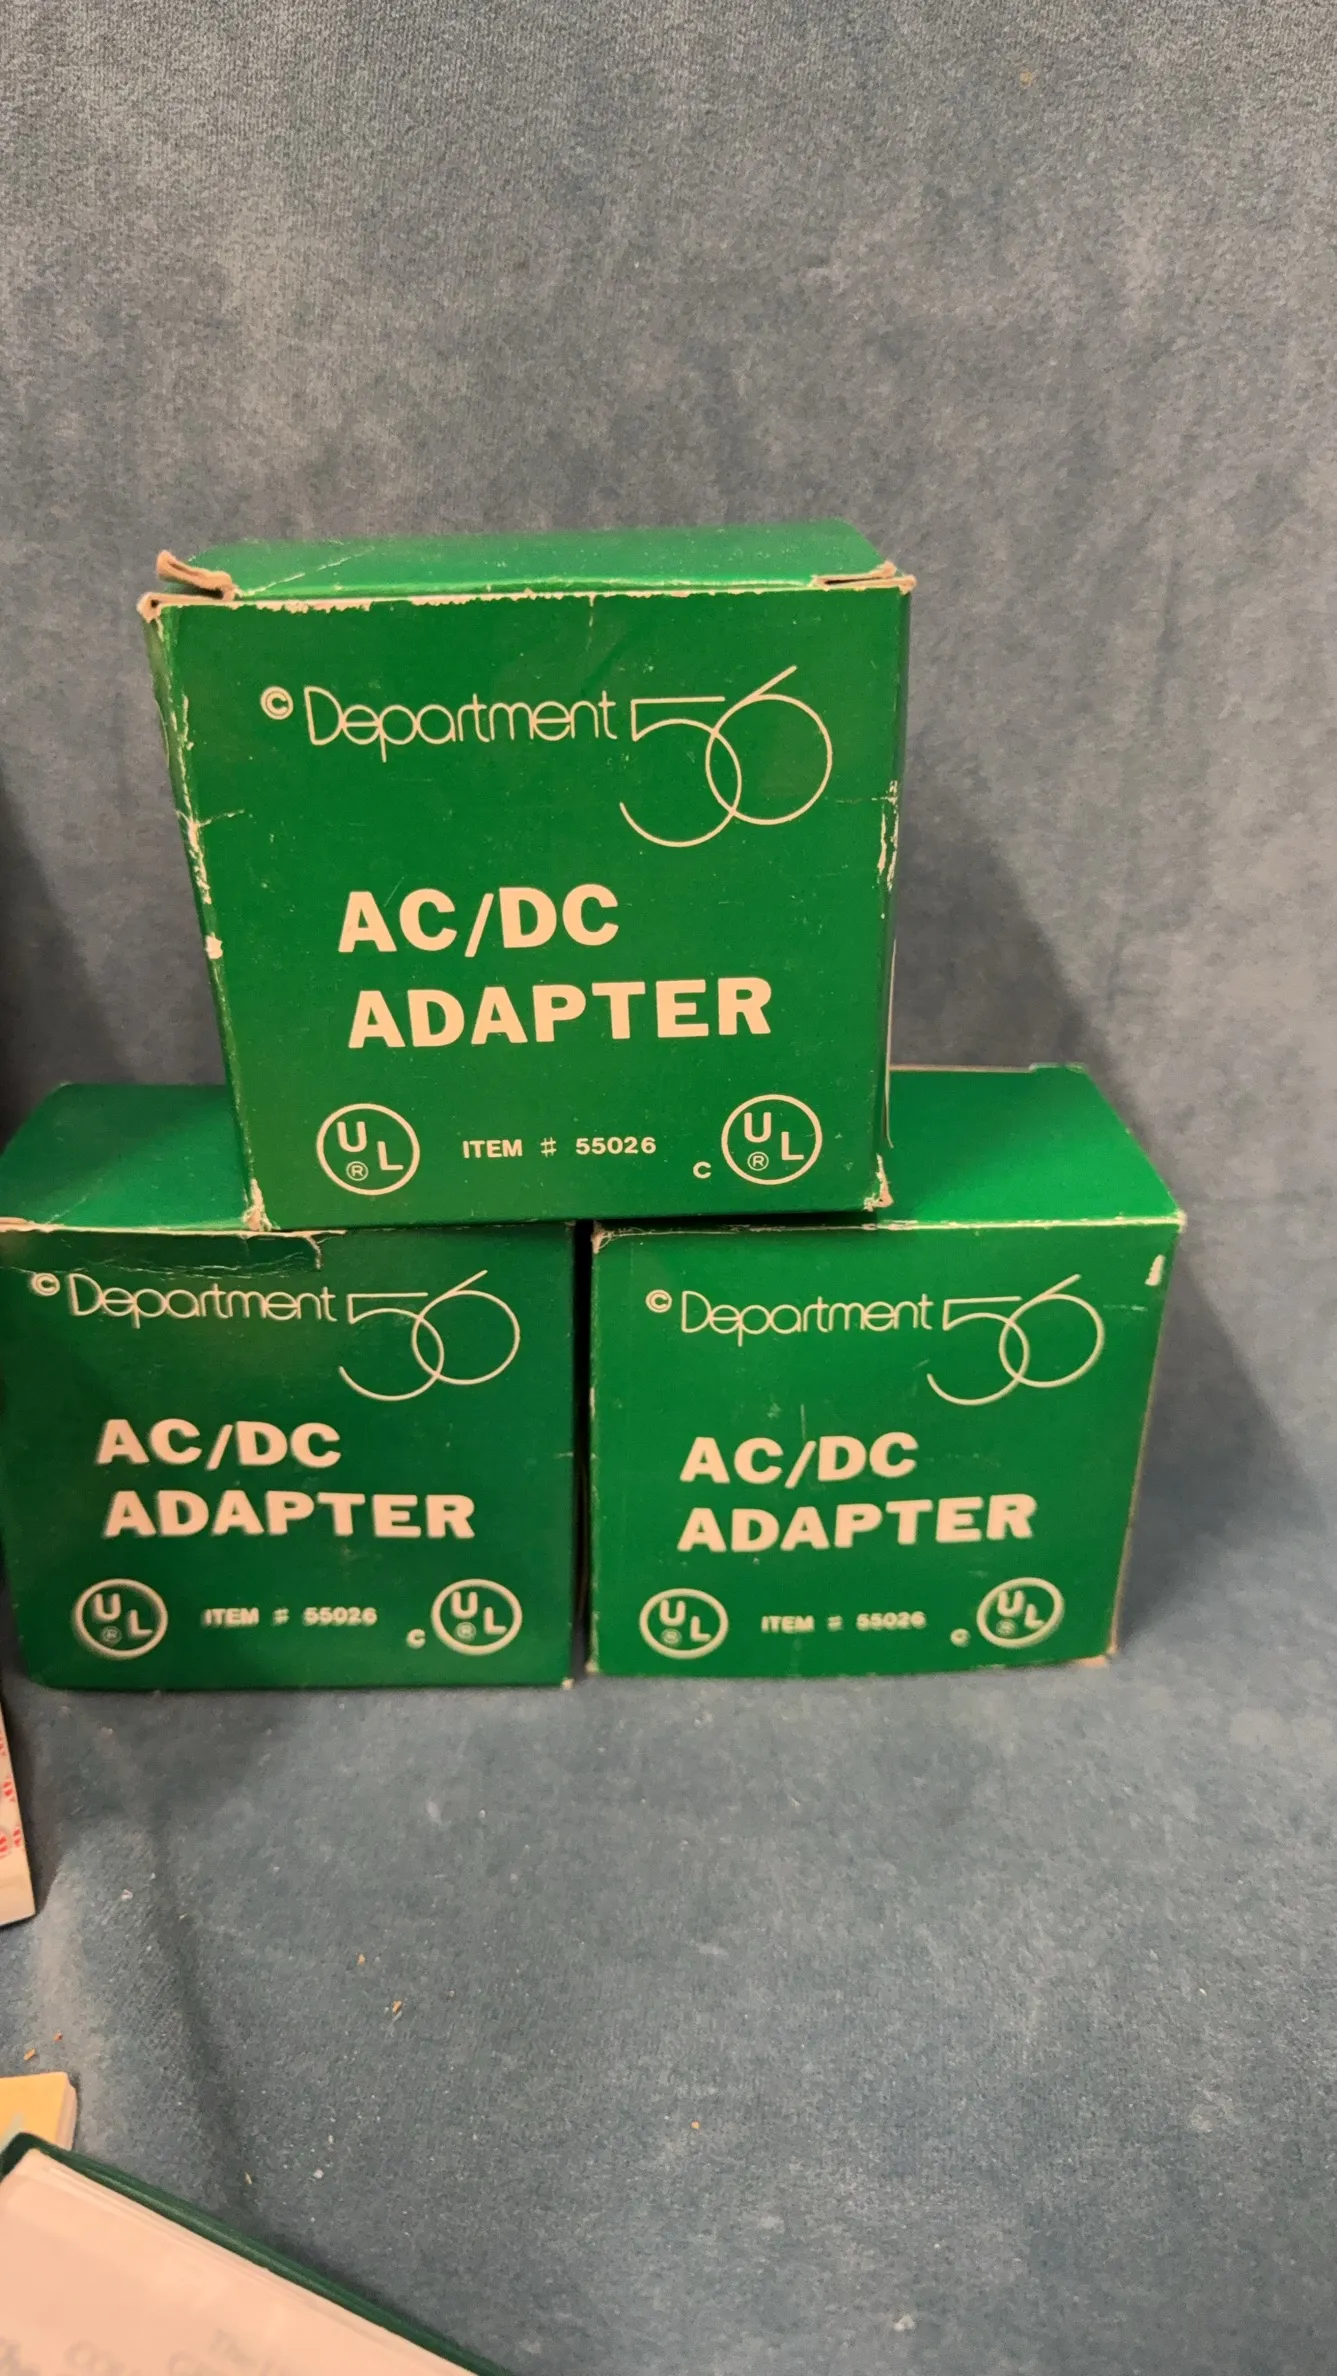 © Department 56
AC/DC
ADAPTER
UL ® ITEM # 55026 C UL ®
© Department 56
AC/DC
ADAPTER
UL ® ITEM # 55026 C UL ®
© Department 56
AC/DC
ADAPTER
UL ® ITEM # 55026 C UL ®